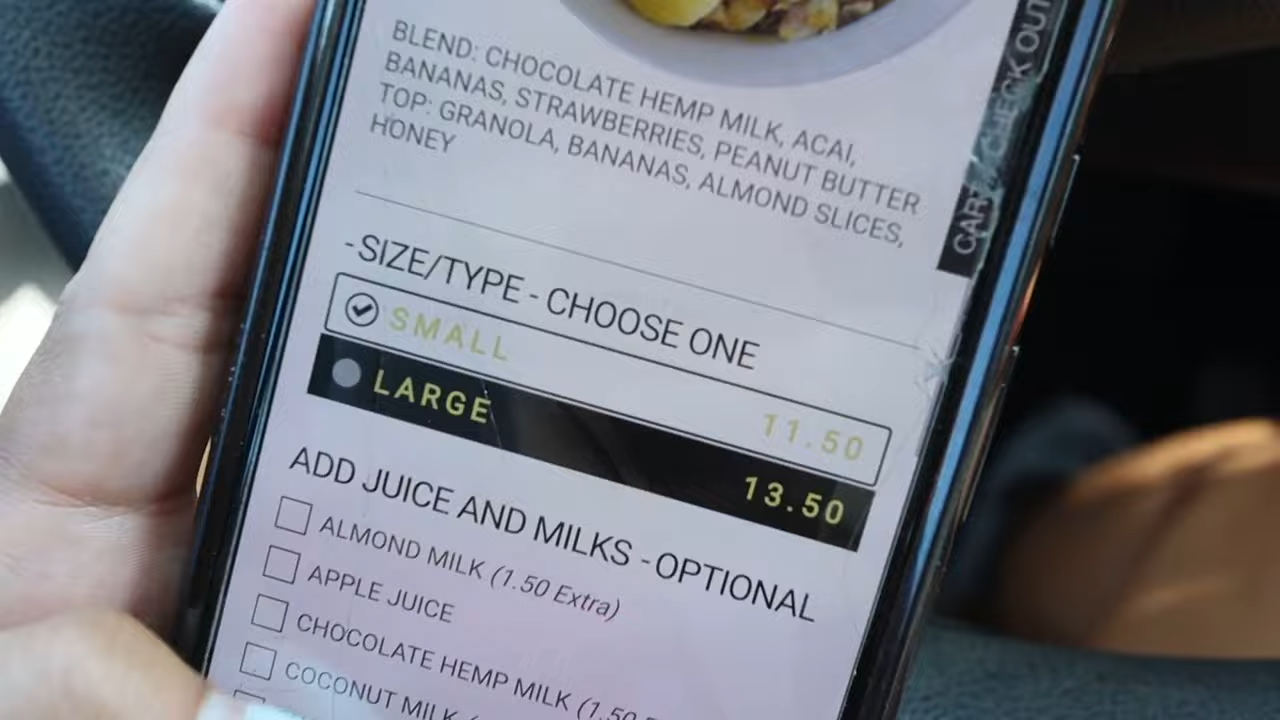 BLEND: CHOCOLATE HEMP MILK, ACAI,
BANANAS, STRAWBERRIES, PEANUT BUTTER
TOP: GRANOLA, BANANAS, ALMOND SLICES,
HONEY
CART / CHECK OUT
-SIZE/TYPE - CHOOSE ONE
SMALL 11.50
LARGE 13.50
ADD JUICE AND MILKS -OPTIONAL
ALMOND MILK (1.50 Extra)
APPLE JUICE
CHOCOLATE HEMP MILK (1.50
COCONUT MILK